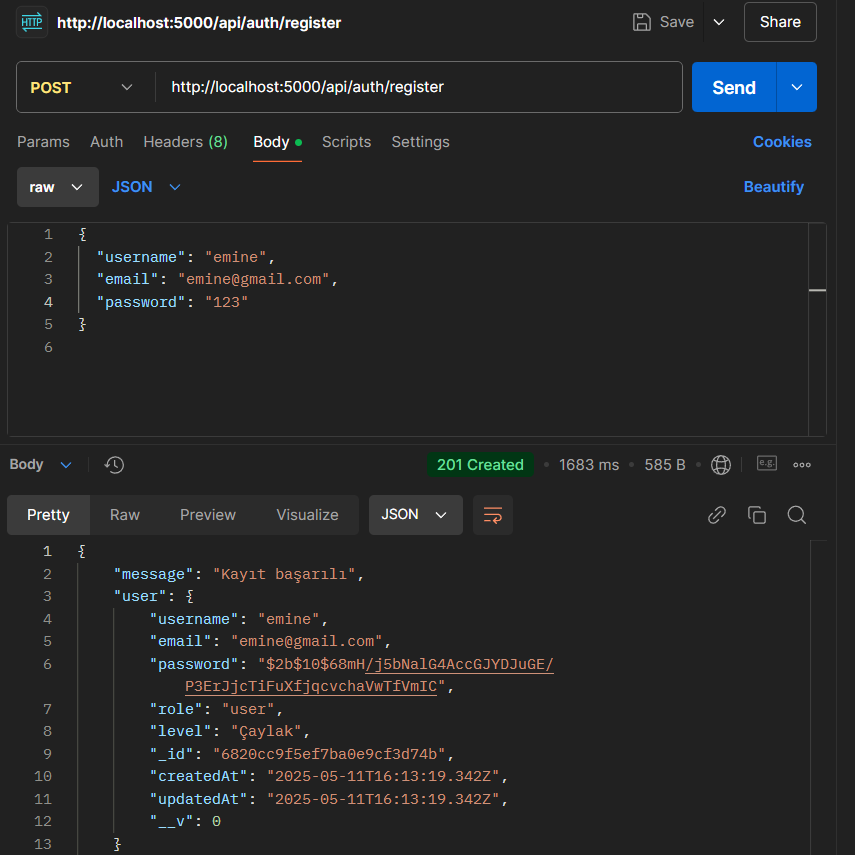 HTTP http://localhost:5000/api/auth/register Save Share
POST http://localhost:5000/api/auth/register Send
Params Auth Headers (8) Body Scripts Settings Cookies
raw JSON Beautify
1 {
2 "username": "emine",
3 "email": "emine@gmail.com",
4 "password": "123"
5 }
6
Body 201 Created 1683 ms 585 B e.g.
Pretty Raw Preview Visualize JSON
1 {
2 "message": "Kayıt başarılı",
3 "user": {
4 "username": "emine",
5 "email": "emine@gmail.com",
6 "password": "$2b$10$68mH/j5bNalG4AccGJYDJuGE/
P3ErJjcTiFuXfjqcvchaVwTfVmIC",
7 "role": "user",
8 "level": "Çaylak",
9 "_id": "6820cc9f5ef7ba0e9cf3d74b",
10 "createdAt": "2025-05-11T16:13:19.342Z",
11 "updatedAt": "2025-05-11T16:13:19.342Z",
12 "__v": 0
13 }